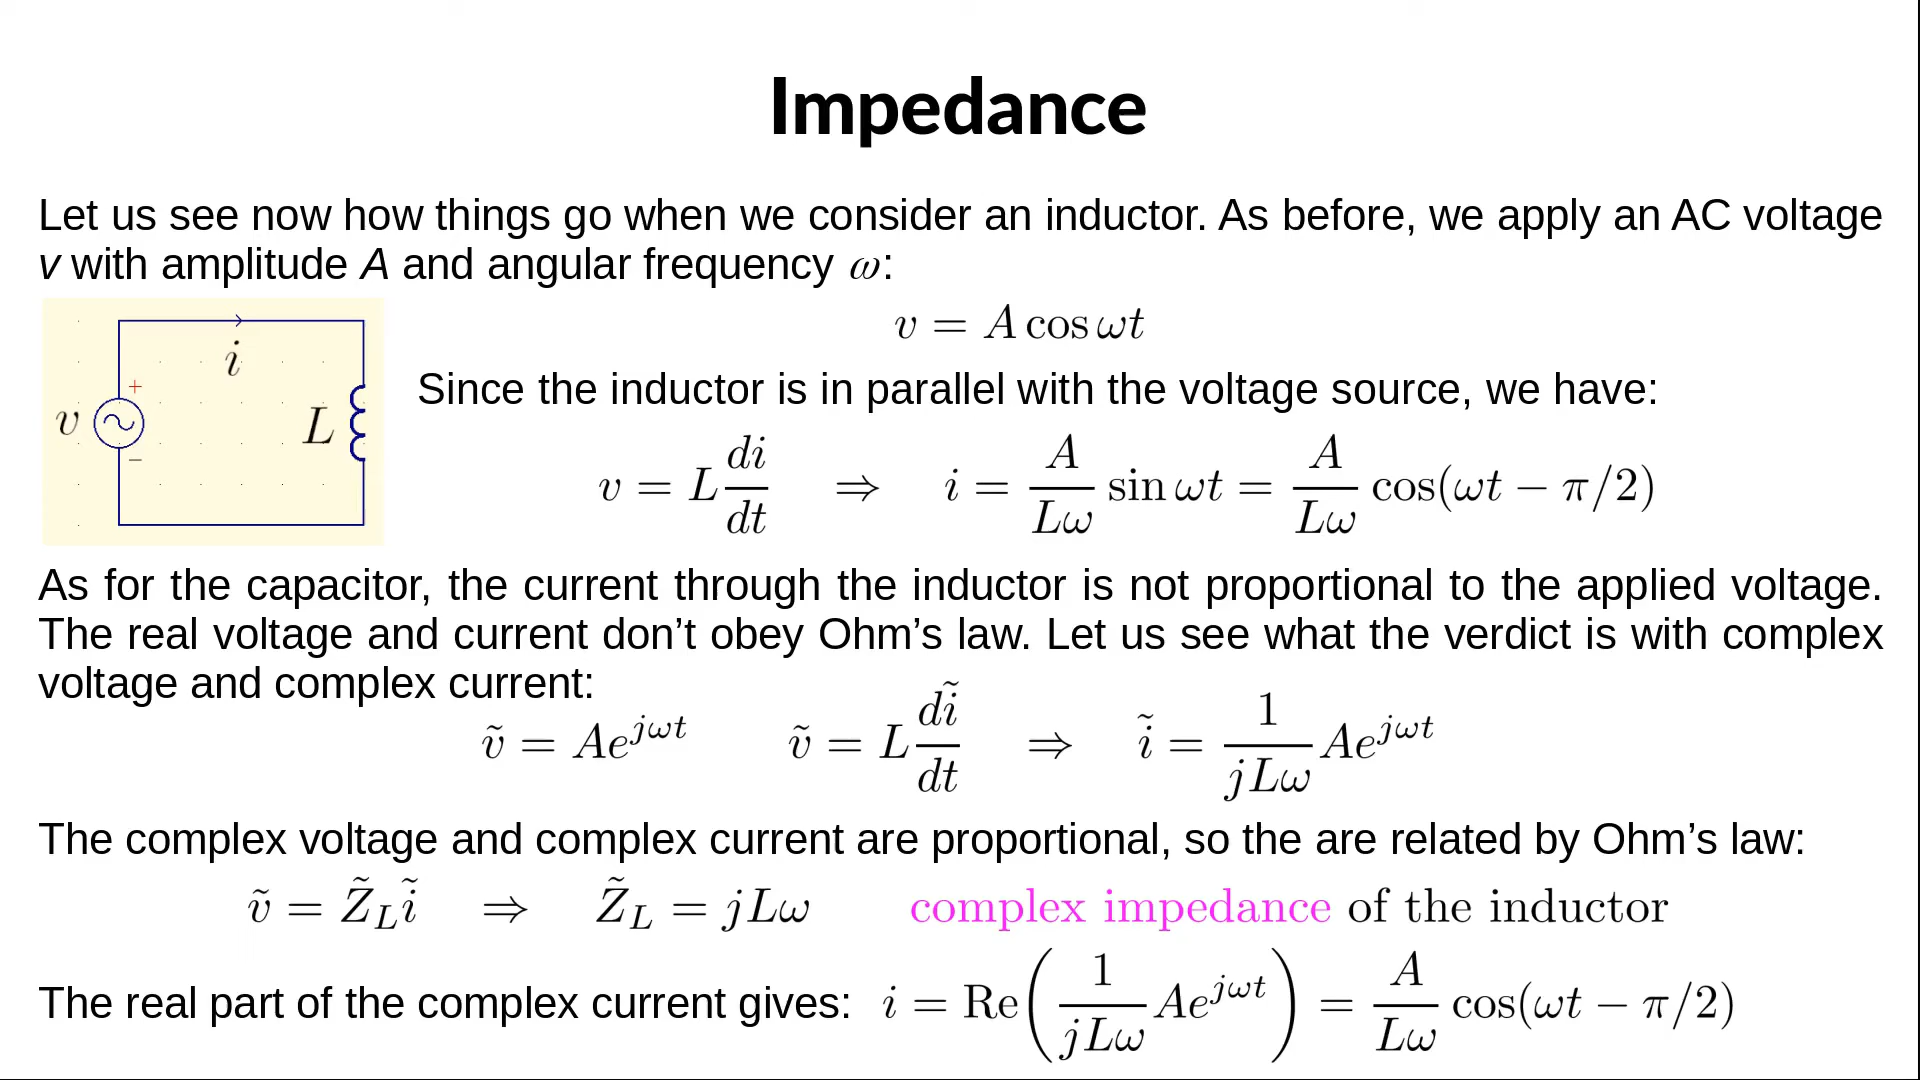 Impedance
Let us see now how things go when we consider an inductor. As before, we apply an AC voltage
v with amplitude A and angular frequency ω:
v = A cos ωt
i
+
v
L
−
Since the inductor is in parallel with the voltage source, we have:
v = L di/dt ⇒ i = A/Lω sin ωt = A/Lω cos(ωt − π/2)
As for the capacitor, the current through the inductor is not proportional to the applied voltage.
The real voltage and current don’t obey Ohm’s law. Let us see what the verdict is with complex
voltage and complex current:
ṽ = Ae^{jωt} ṽ = L dĩ/dt ⇒ ĩ = 1/jLω Ae^{jωt}
The complex voltage and complex current are proportional, so the are related by Ohm’s law:
ṽ = Z̃_L ĩ ⇒ Z̃_L = jLω complex impedance of the inductor
The real part of the complex current gives: i = Re(1/jLω Ae^{jωt}) = A/Lω cos(ωt − π/2)